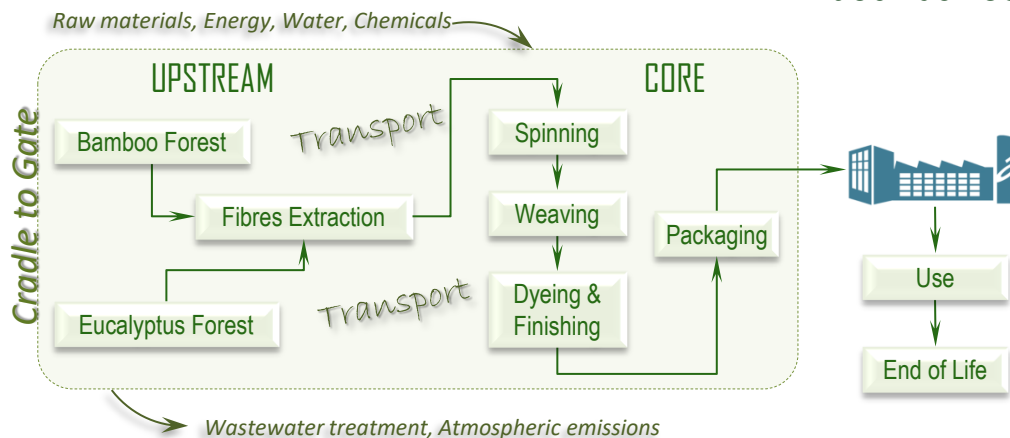 Raw materials, Energy, Water, Chemicals
UPSTREAM
CORE
Cradle to Gate
Transport
Bamboo Forest
Spinning
Fibres Extraction
Weaving
Packaging
Transport
Eucalyptus Forest
Dyeing &
Finishing
Use
End of Life
Wastewater treatment, Atmospheric emissions